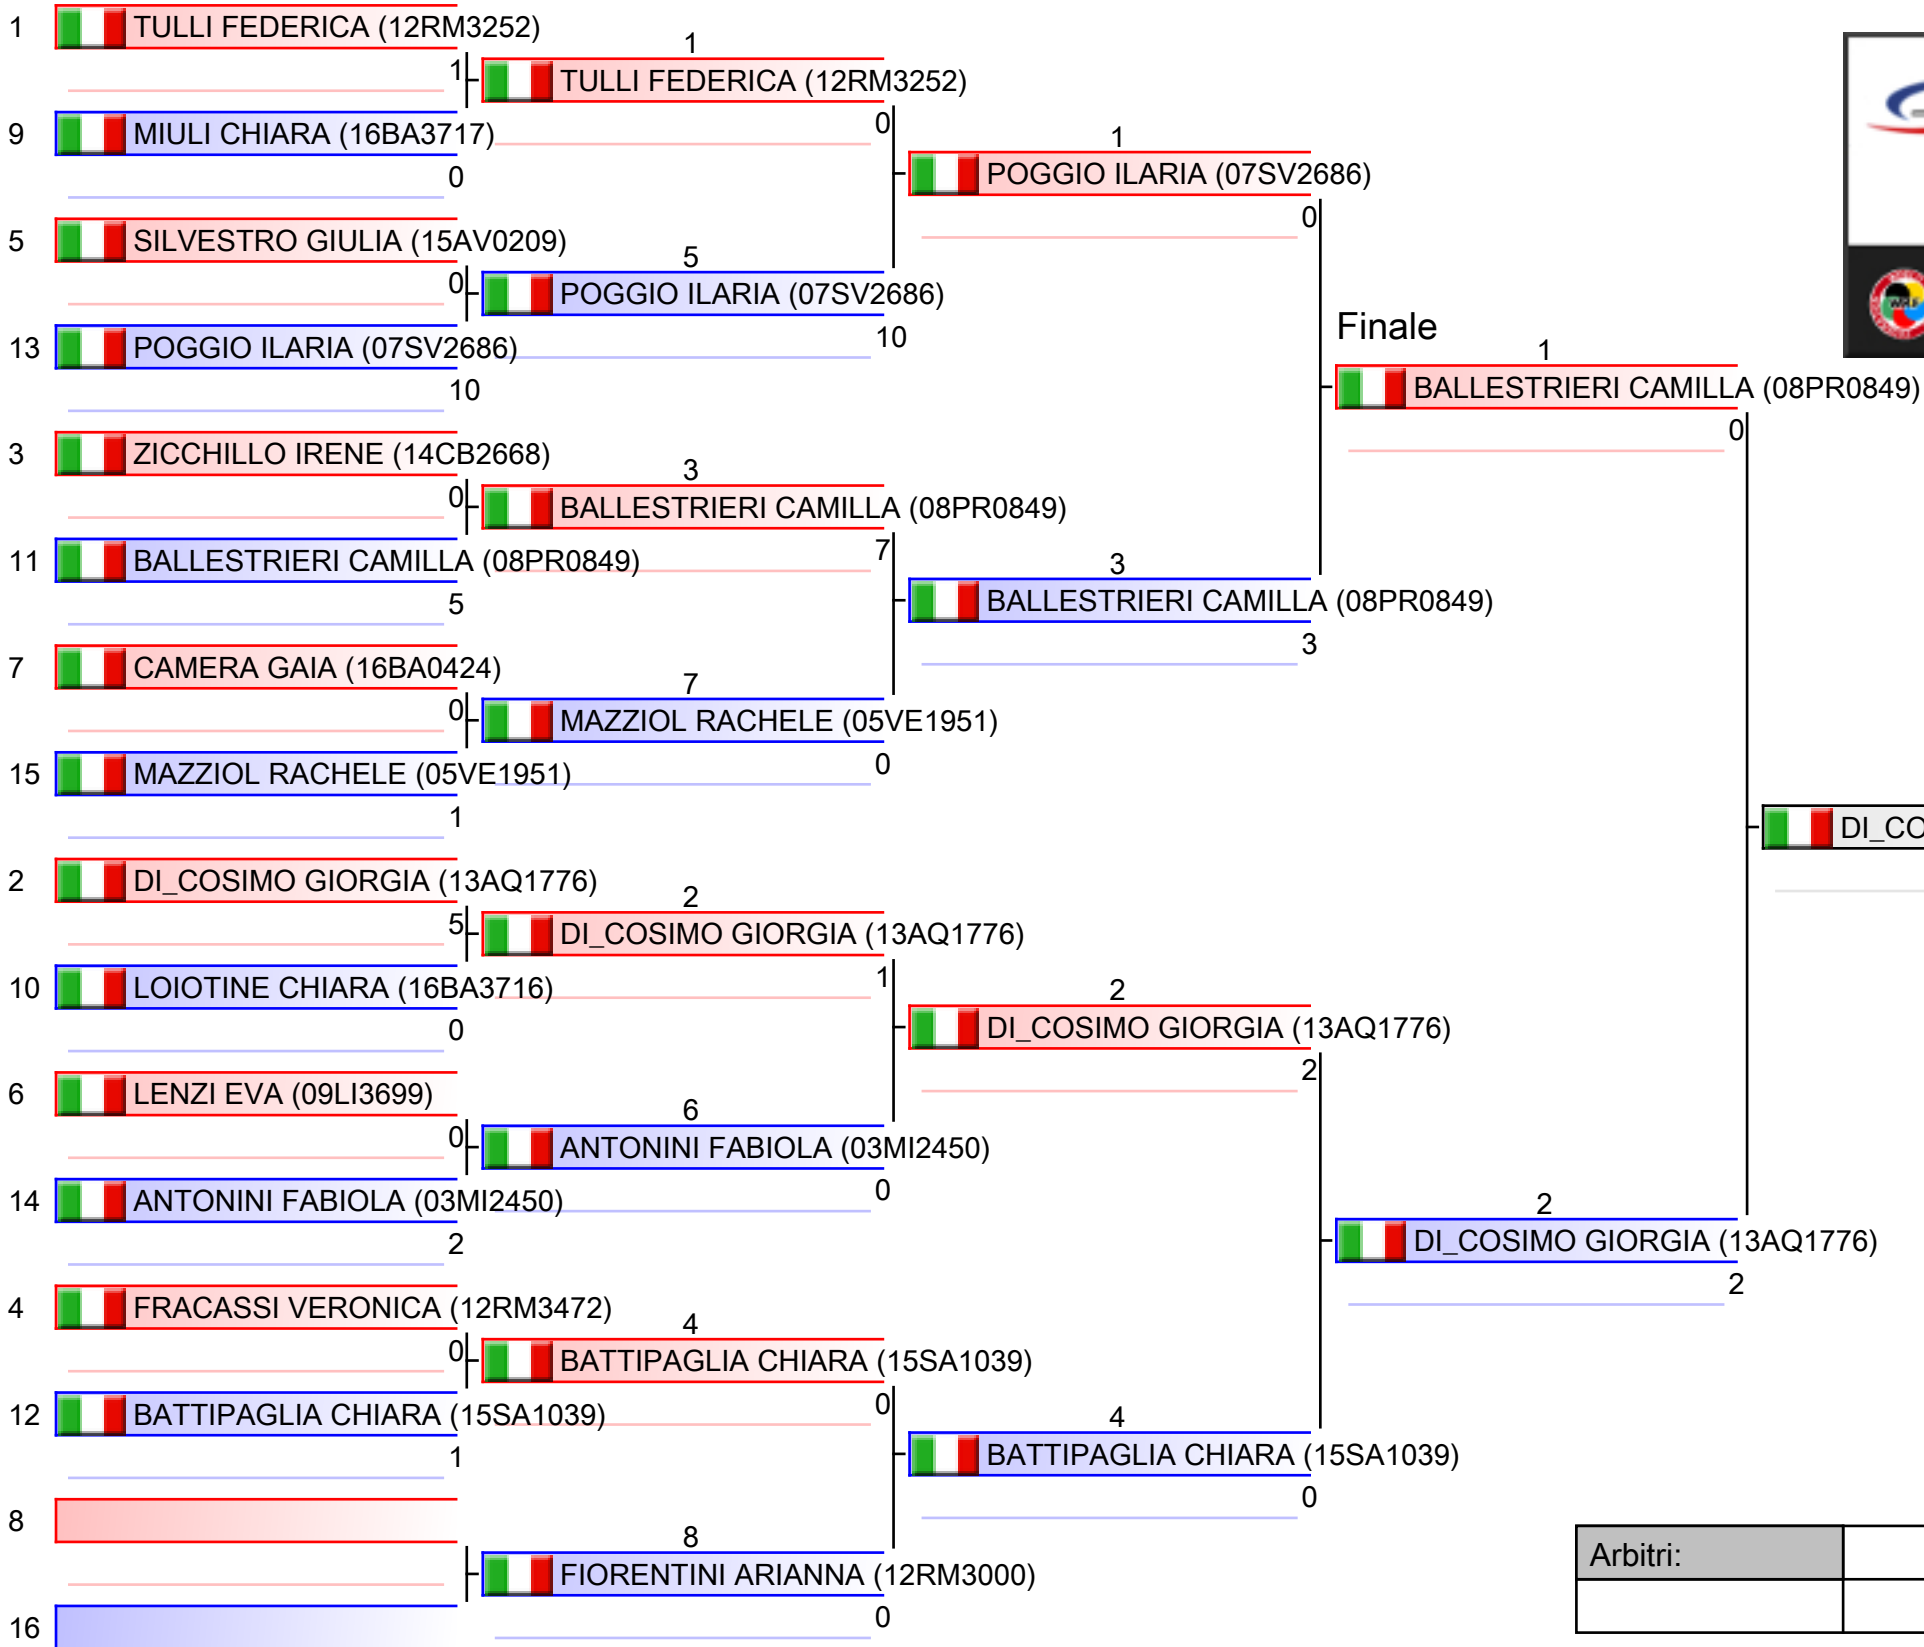 1 TULLI FEDERICA (12RM3252)
1
9 MIULI CHIARA (16BA3717)
0
5 SILVESTRO GIULIA (15AV0209)
0
13 POGGIO ILARIA (07SV2686)
10
3 ZICCHILLO IRENE (14CB2668)
0
11 BALLESTRIERI CAMILLA (08PR0849)
5
7 CAMERA GAIA (16BA0424)
0
15 MAZZIOL RACHELE (05VE1951)
1
2 DI_COSIMO GIORGIA (13AQ1776)
5
10 LOIOTINE CHIARA (16BA3716)
0
6 LENZI EVA (09LI3699)
0
14 ANTONINI FABIOLA (03MI2450)
2
4 FRACASSI VERONICA (12RM3472)
0
12 BATTIPAGLIA CHIARA (15SA1039)
1
8
16
1
TULLI FEDERICA (12RM3252)
0
5
POGGIO ILARIA (07SV2686)
10
3
BALLESTRIERI CAMILLA (08PR0849)
7
7
MAZZIOL RACHELE (05VE1951)
0
2
DI_COSIMO GIORGIA (13AQ1776)
1
6
ANTONINI FABIOLA (03MI2450)
0
4
BATTIPAGLIA CHIARA (15SA1039)
0
8
FIORENTINI ARIANNA (12RM3000)
0
1
POGGIO ILARIA (07SV2686)
0
3
BALLESTRIERI CAMILLA (08PR0849)
3
2
DI_COSIMO GIORGIA (13AQ1776)
2
4
BATTIPAGLIA CHIARA (15SA1039)
0
Finale
1
BALLESTRIERI CAMILLA (08PR0849)
0
2
DI_COSIMO GIORGIA (13AQ1776)
2
DI_CO
Arbitri: